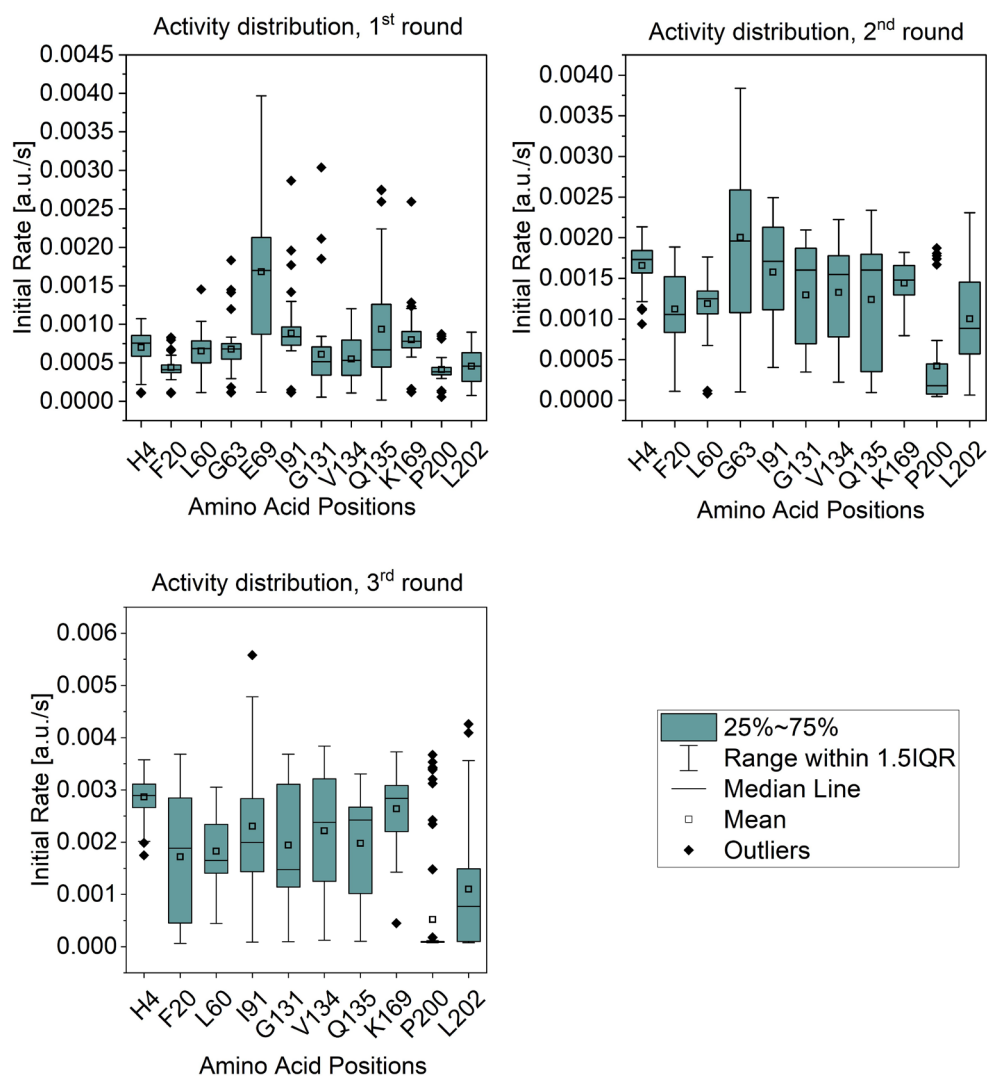 Activity distribution, 1st round
0.0045
0.0040
0.0035
0.0030
0.0025
0.0020
0.0015
0.0010
0.0005
0.0000
Initial Rate [a.u./s]
H4 F20 L60 G63 E69 I91 G131 V134 Q135 K169 P200 L202
Amino Acid Positions
Activity distribution, 2nd round
0.0040
0.0035
0.0030
0.0025
0.0020
0.0015
0.0010
0.0005
0.0000
Initial Rate [a.u./s]
H4 F20 L60 G63 I91 G131 V134 Q135 K169 P200 L202
Amino Acid Positions
Activity distribution, 3rd round
0.006
0.005
0.004
0.003
0.002
0.001
0.000
Initial Rate [a.u./s]
H4 F20 L60 I91 G131 V134 Q135 K169 P200 L202
Amino Acid Positions
25%~75%
Range within 1.5IQR
Median Line
Mean
Outliers